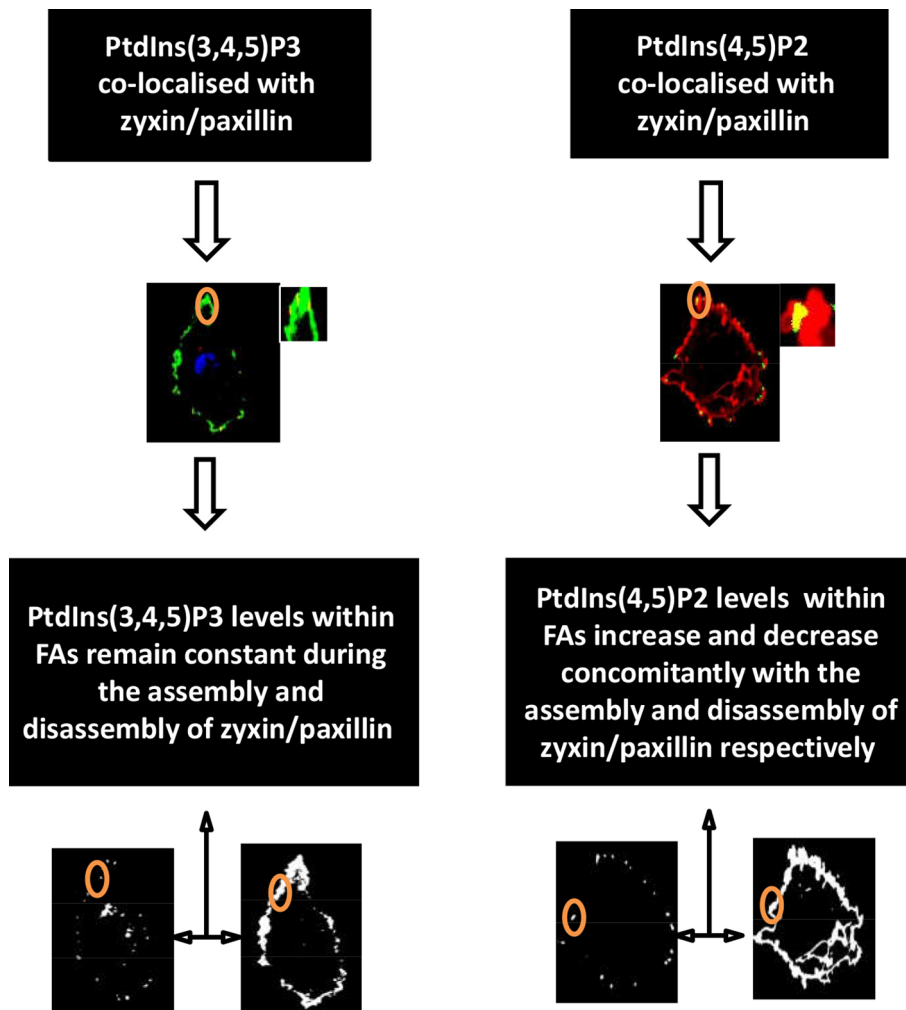 PtdIns(3,4,5)P3
co-localised with
zyxin/paxillin
PtdIns(4,5)P2
co-localised with
zyxin/paxillin
PtdIns(3,4,5)P3 levels within
FAs remain constant during
the assembly and
disassembly of zyxin/paxillin
PtdIns(4,5)P2 levels within
FAs increase and decrease
concomitantly with the
assembly and disassembly of
zyxin/paxillin respectively